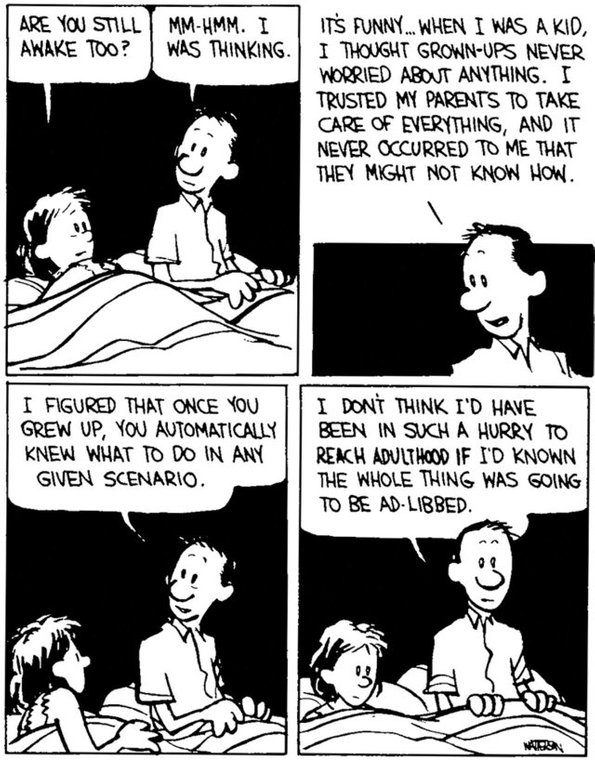 ARE YOU STILL
AWAKE TOO?
MM-HMM. I
WAS THINKING.
IT'S FUNNY... WHEN I WAS A KID,
I THOUGHT GROWN-UPS NEVER
WORRIED ABOUT ANYTHING. I
TRUSTED MY PARENTS TO TAKE
CARE OF EVERYTHING, AND IT
NEVER OCCURRED TO ME THAT
THEY MIGHT NOT KNOW HOW.
I FIGURED THAT ONCE YOU
GREW UP, YOU AUTOMATICALLY
KNEW WHAT TO DO IN ANY
GIVEN SCENARIO.
I DON'T THINK I'D HAVE
BEEN IN SUCH A HURRY TO
REACH ADULTHOOD IF I'D KNOWN
THE WHOLE THING WAS GOING
TO BE AD-LIBBED.
WATTERSON